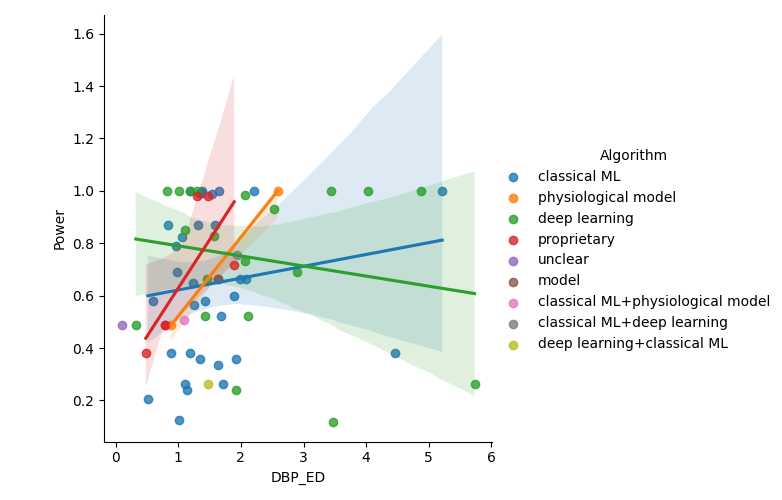 1.6
1.4
1.2
1.0
0.8
0.6
0.4
0.2
Power
0 1 2 3 4 5 6
DBP_ED
Algorithm
classical ML
physiological model
deep learning
proprietary
unclear
model
classical ML+physiological model
classical ML+deep learning
deep learning+classical ML